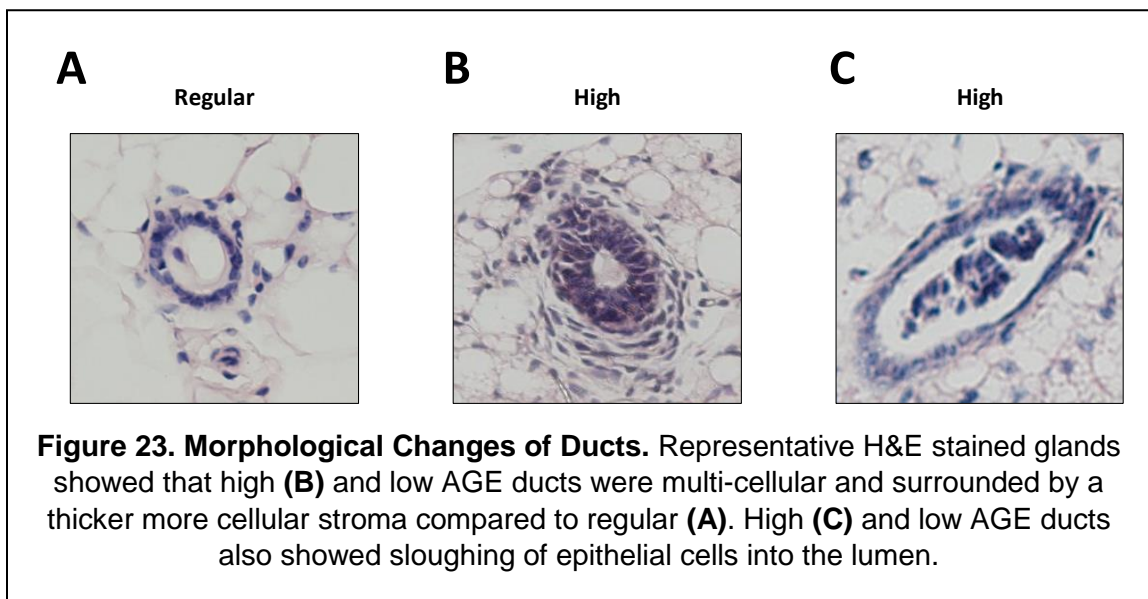 A
B
C
Regular
High
High
Figure 23. Morphological Changes of Ducts. Representative H&E stained glands
showed that high (B) and low AGE ducts were multi-cellular and surrounded by a
thicker more cellular stroma compared to regular (A). High (C) and low AGE ducts
also showed sloughing of epithelial cells into the lumen.